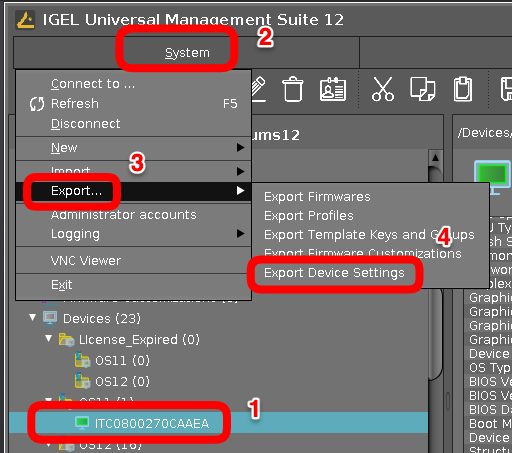 IGEL Universal Management Suite 12
2
System
Connect to ...
Refresh F5
Disconnect
New
3
Import
Export...
Administrator accounts
Logging
VNC Viewer
Exit
ums12
/Devices/
Export Firmwares
Export Profiles
Export Template Keys and Groups
4
Export Firmware Customizations
Export Device Settings
Devices (23)
License_Expired (0)
OS11 (0)
OS12 (0)
OS11 (1)
1
ITC0800270CAAEA
OS12 (16)
Graphic
Graphic
Graphic
Graphic
Device
OS Typ
BIOS Ve
BIOS Ve
BIOS Da
Boot M
Device
Structu